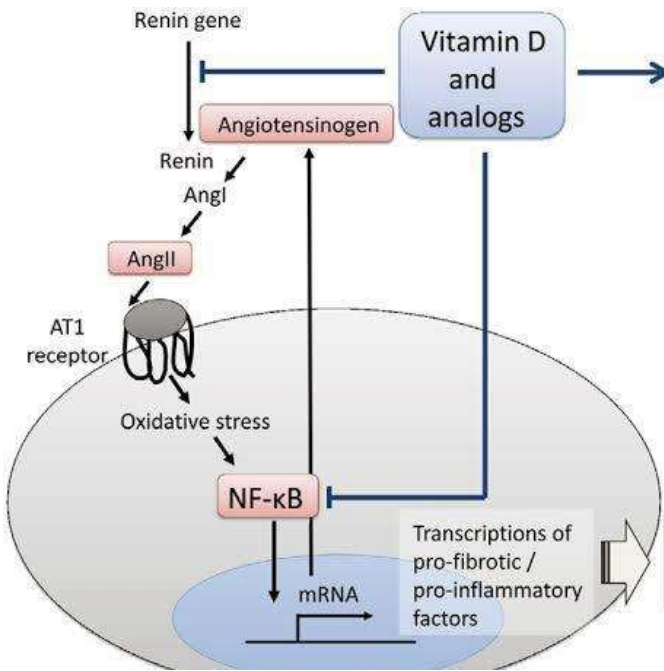 Renin gene
Vitamin D
and
analogs
Angiotensinogen
Renin
AngI
AngII
AT1
receptor
Oxidative stress
NF-κB
Transcriptions of
pro-fibrotic /
pro-inflammatory
factors
mRNA